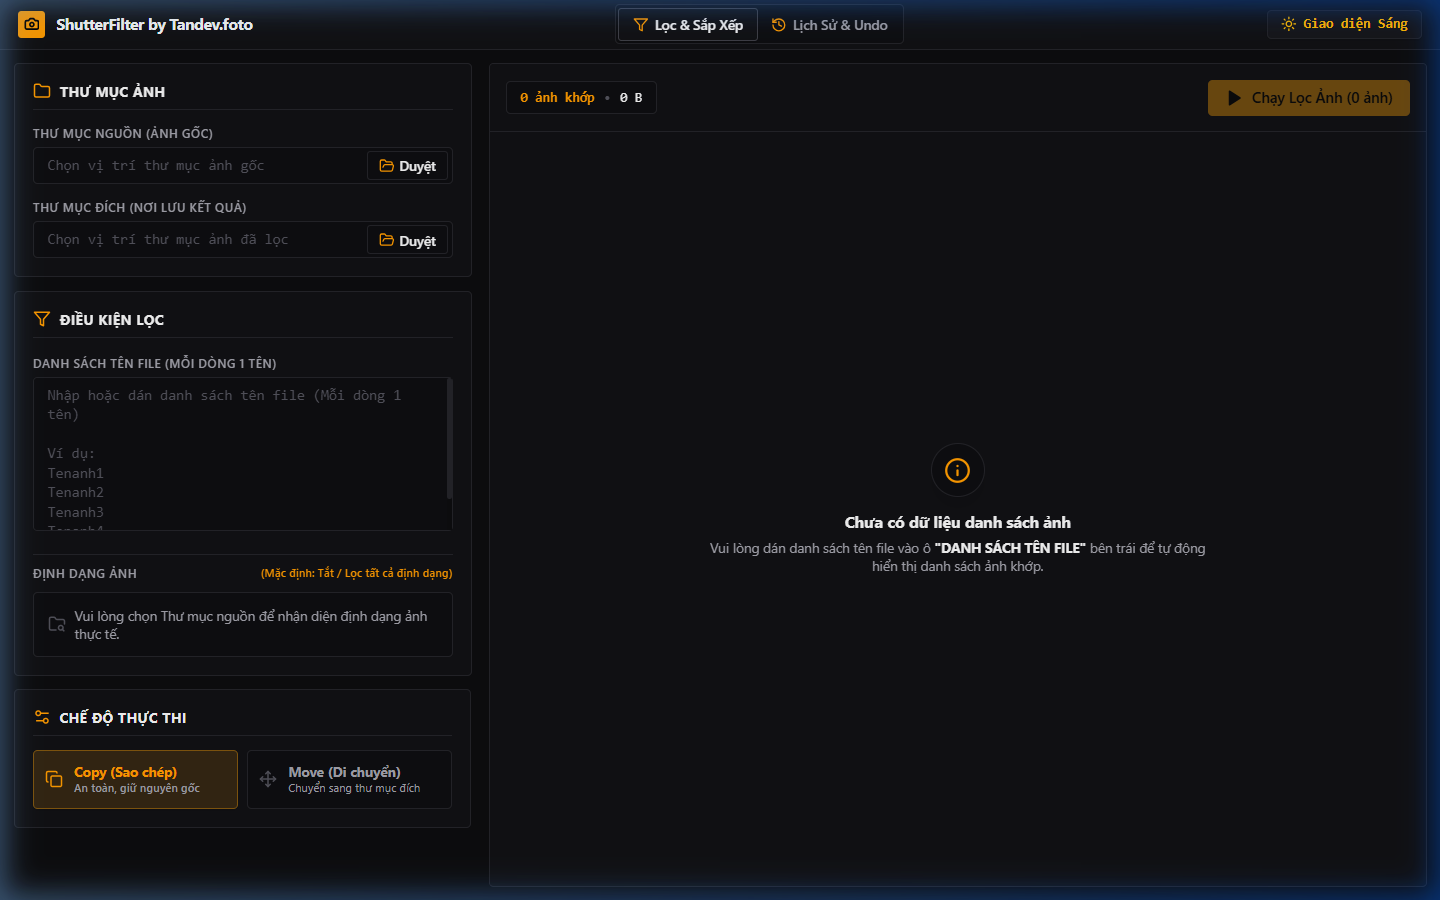 ShutterFilter by Tandev.foto
Lọc & Sắp Xếp
Lịch Sử & Undo
Giao diện Sáng
THƯ MỤC ẢNH
THƯ MỤC NGUỒN (ẢNH GỐC)
Chọn vị trí thư mục ảnh gốc
Duyệt
THƯ MỤC ĐÍCH (NƠI LƯU KẾT QUẢ)
Chọn vị trí thư mục ảnh đã lọc
Duyệt
ĐIỀU KIỆN LỌC
DANH SÁCH TÊN FILE (MỖI DÒNG 1 TÊN)
Nhập hoặc dán danh sách tên file (Mỗi dòng 1
tên)
Ví dụ:
Tenanh1
Tenanh2
Tenanh3
Tenanh4
ĐỊNH DẠNG ẢNH
(Mặc định: Tắt / Lọc tất cả định dạng)
Vui lòng chọn Thư mục nguồn để nhận diện định dạng ảnh
thực tế.
CHẾ ĐỘ THỰC THI
Copy (Sao chép)
An toàn, giữ nguyên gốc
Move (Di chuyển)
Chuyển sang thư mục đích
0 ảnh khớp • 0 B
Chạy Lọc Ảnh (0 ảnh)
Chưa có dữ liệu danh sách ảnh
Vui lòng dán danh sách tên file vào ô "DANH SÁCH TÊN FILE" bên trái để tự động
hiển thị danh sách ảnh khớp.